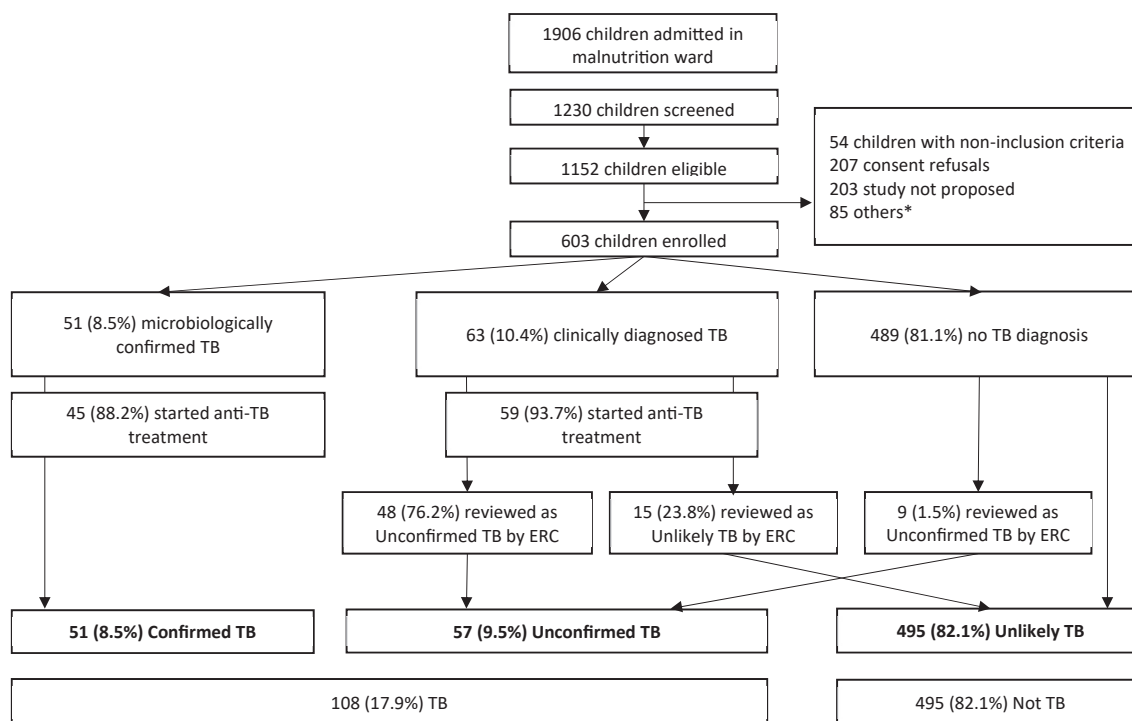 1906 children admitted in
malnutrition ward
1230 children screened
1152 children eligible
54 children with non-inclusion criteria
207 consent refusals
203 study not proposed
85 others*
603 children enrolled
51 (8.5%) microbiologically
confirmed TB
63 (10.4%) clinically diagnosed TB
489 (81.1%) no TB diagnosis
45 (88.2%) started anti-TB
treatment
59 (93.7%) started anti-TB
treatment
48 (76.2%) reviewed as
Unconfirmed TB by ERC
15 (23.8%) reviewed as
Unlikely TB by ERC
9 (1.5%) reviewed as
Unconfirmed TB by ERC
51 (8.5%) Confirmed TB
57 (9.5%) Unconfirmed TB
495 (82.1%) Unlikely TB
108 (17.9%) TB
495 (82.1%) Not TB